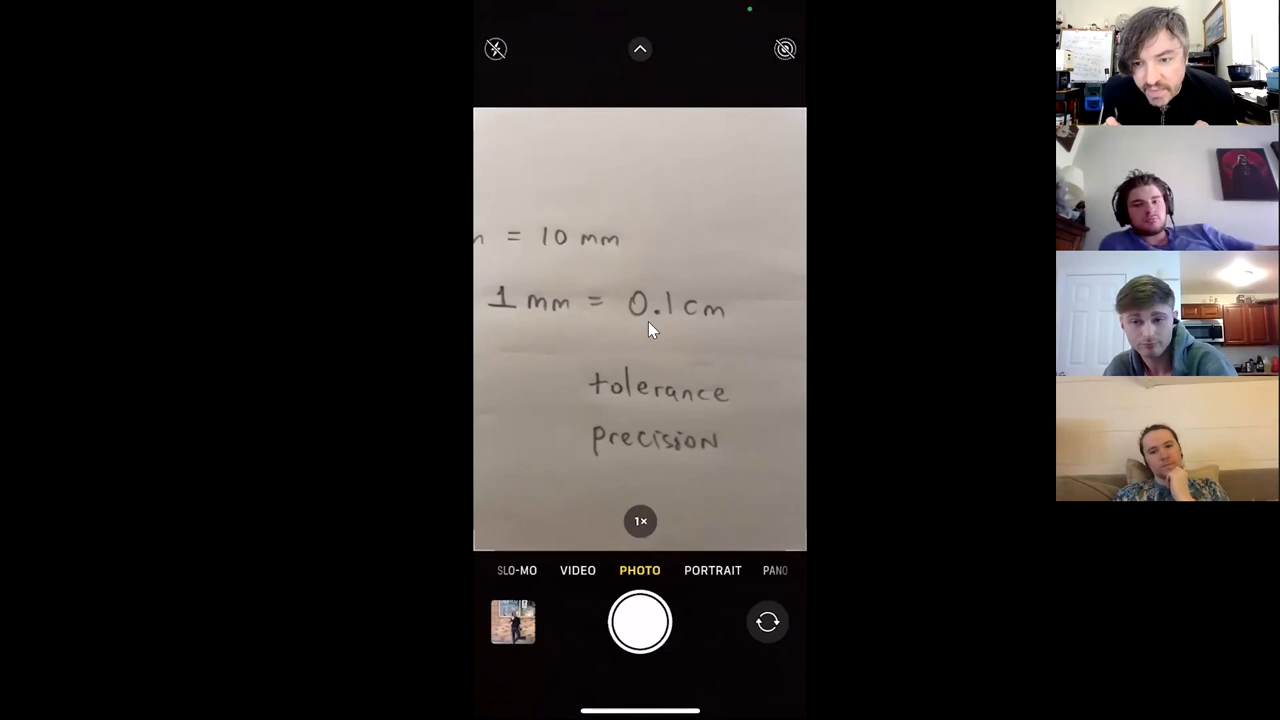 = 10 mm
1 mm = 0.1 cm
tolerance
precision
1×
SLO-MO VIDEO PHOTO PORTRAIT PANO